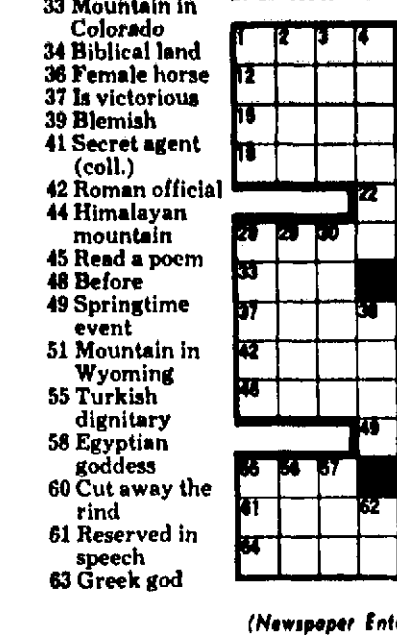 33 Mountain in
Colorado
34 Biblical land
36 Female horse
37 Is victorious
39 Blemish
41 Secret agent
(coll.)
42 Roman official
44 Himalayan
mountain
45 Read a poem
48 Before
49 Springtime
event
51 Mountain in
Wyoming
55 Turkish
dignitary
58 Egyptian
goddess
60 Cut away the
rind
61 Reserved in
speech
63 Greek god
1 2 3 4
12
15
18
22
28 29 30
33
37 38
42
46
49
55 56 57
61 62
64
(Newspaper Ent